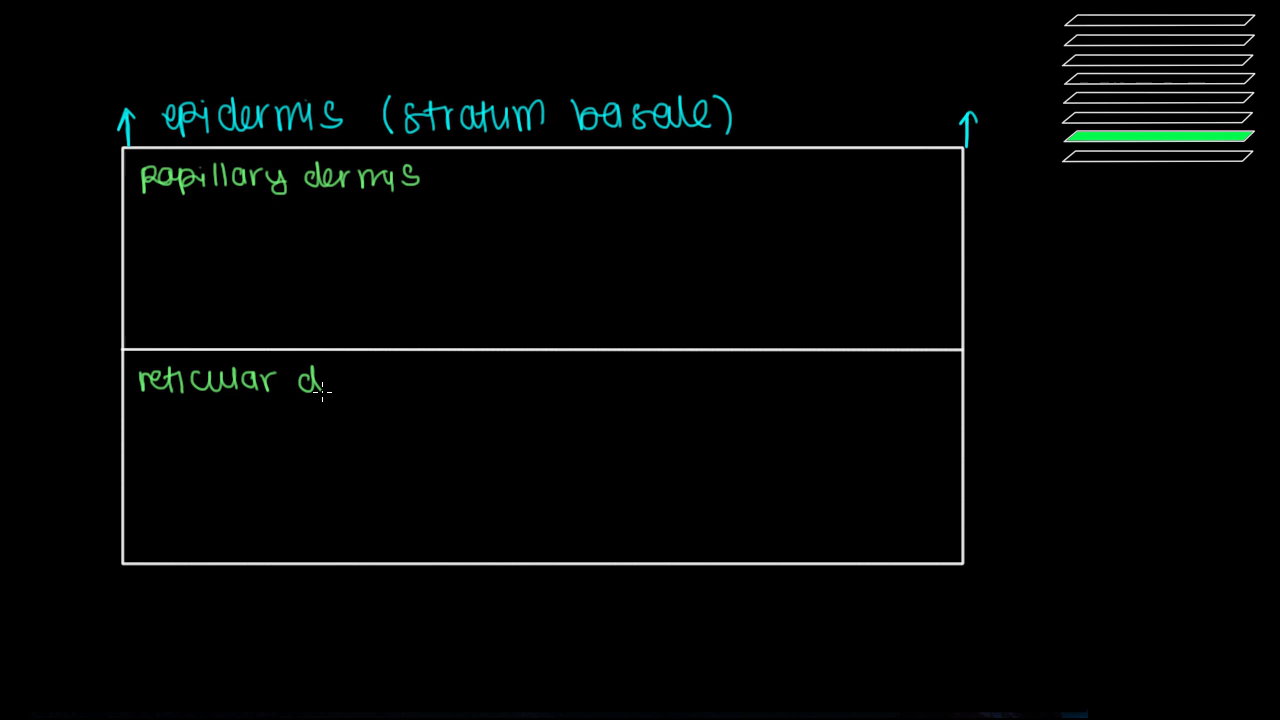 epidermis (stratum basale)
papillary dermis
reticular d